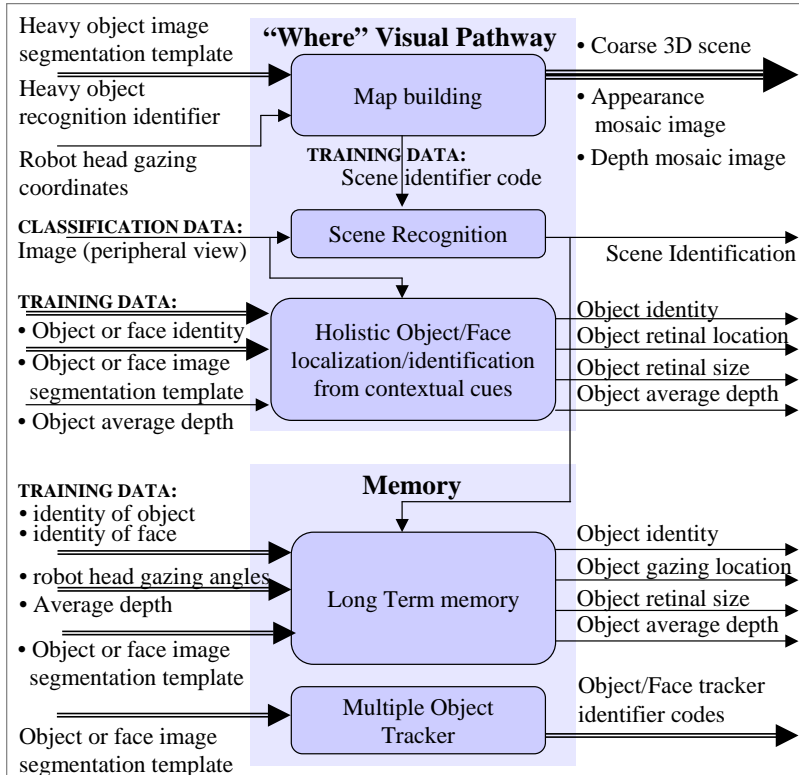 Heavy object image
segmentation template
Heavy object
recognition identifier
Robot head gazing
coordinates
“Where” Visual Pathway
Map building
• Coarse 3D scene
• Appearance
mosaic image
• Depth mosaic image
TRAINING DATA:
Scene identifier code
CLASSIFICATION DATA:
Image (peripheral view)
Scene Recognition
Scene Identification
TRAINING DATA:
• Object or face identity
• Object or face image
segmentation template
• Object average depth
Holistic Object/Face
localization/identification
from contextual cues
Object identity
Object retinal location
Object retinal size
Object average depth
Memory
TRAINING DATA:
• identity of object
• identity of face
• robot head gazing angles
• Average depth
• Object or face image
segmentation template
Long Term memory
Object identity
Object gazing location
Object retinal size
Object average depth
Object or face image
segmentation template
Multiple Object
Tracker
Object/Face tracker
identifier codes